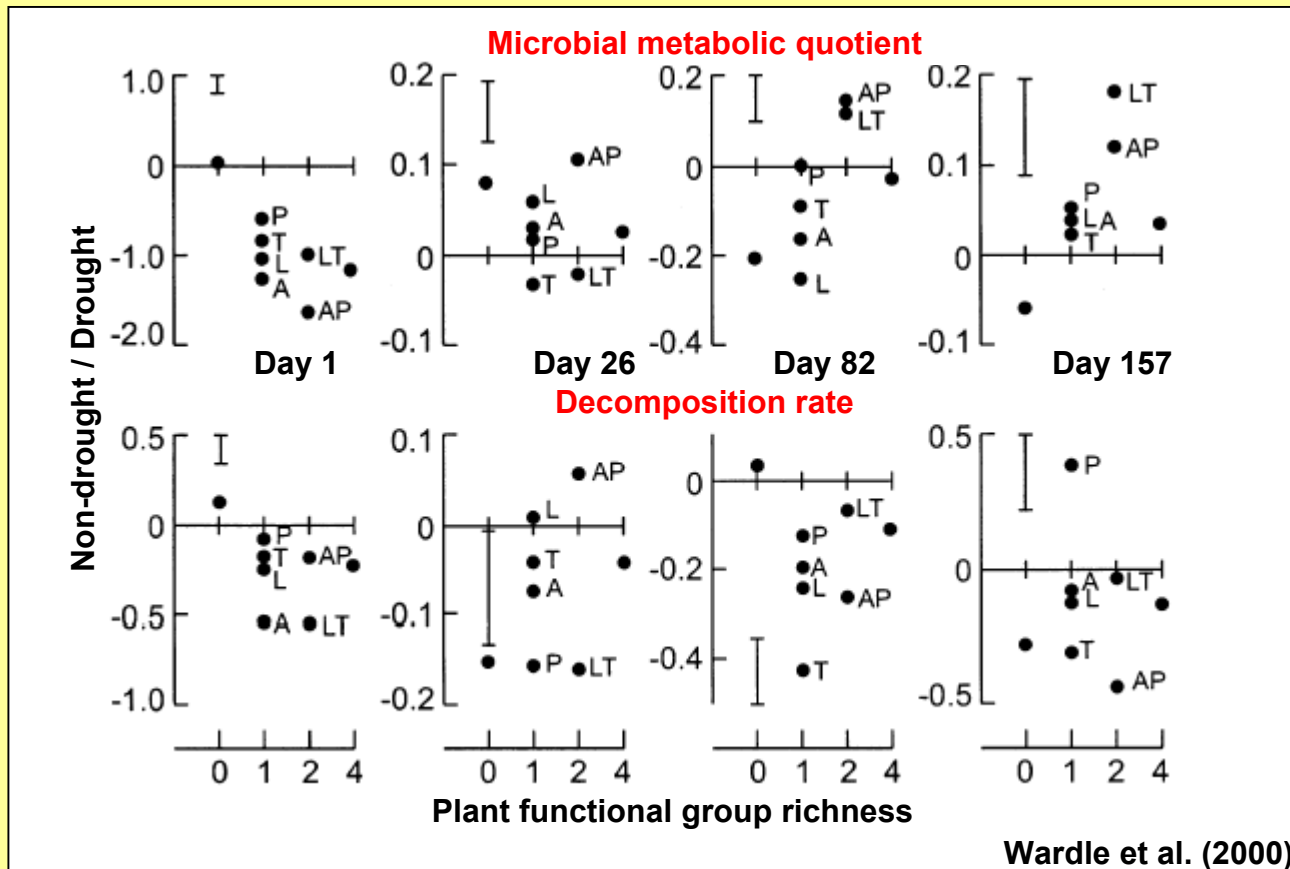 Microbial metabolic quotient
Non-drought / Drought
1.0
0
-1.0
-2.0
P
T
L
A
LT
AP
Day 1
0.2
0.1
0
-0.1
L
A
P
T
AP
LT
Day 26
0.2
0
-0.2
-0.4
P
T
A
L
AP
LT
Day 82
0.2
0.1
0
-0.1
P
L A
T
LT
AP
Day 157
Decomposition rate
0.5
0
-0.5
-1.0
P
T
L
A
AP
LT
0 1 2 4
0.1
0
-0.1
-0.2
L
T
A
P
AP
LT
0 1 2 4
0
-0.2
-0.4
P
A
L
T
LT
AP
0 1 2 4
0.5
0
-0.5
P
A
L
T
LT
AP
0 1 2 4
Plant functional group richness
Wardle et al. (2000)